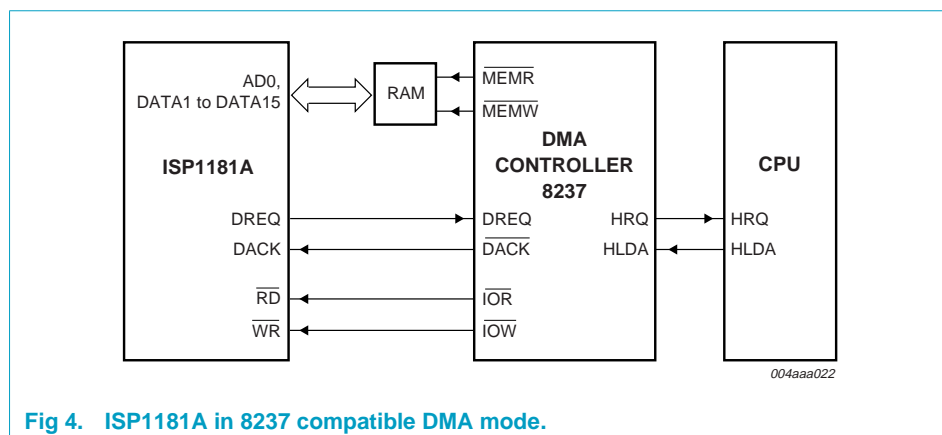 AD0,
DATA1 to DATA15
ISP1181A
DREQ
DACK
RD
WR
RAM
MEMR
MEMW
DMA
CONTROLLER
8237
DREQ
DACK
IOR
IOW
HRQ
HLDA
CPU
HRQ
HLDA
004aaa022
Fig 4. ISP1181A in 8237 compatible DMA mode.